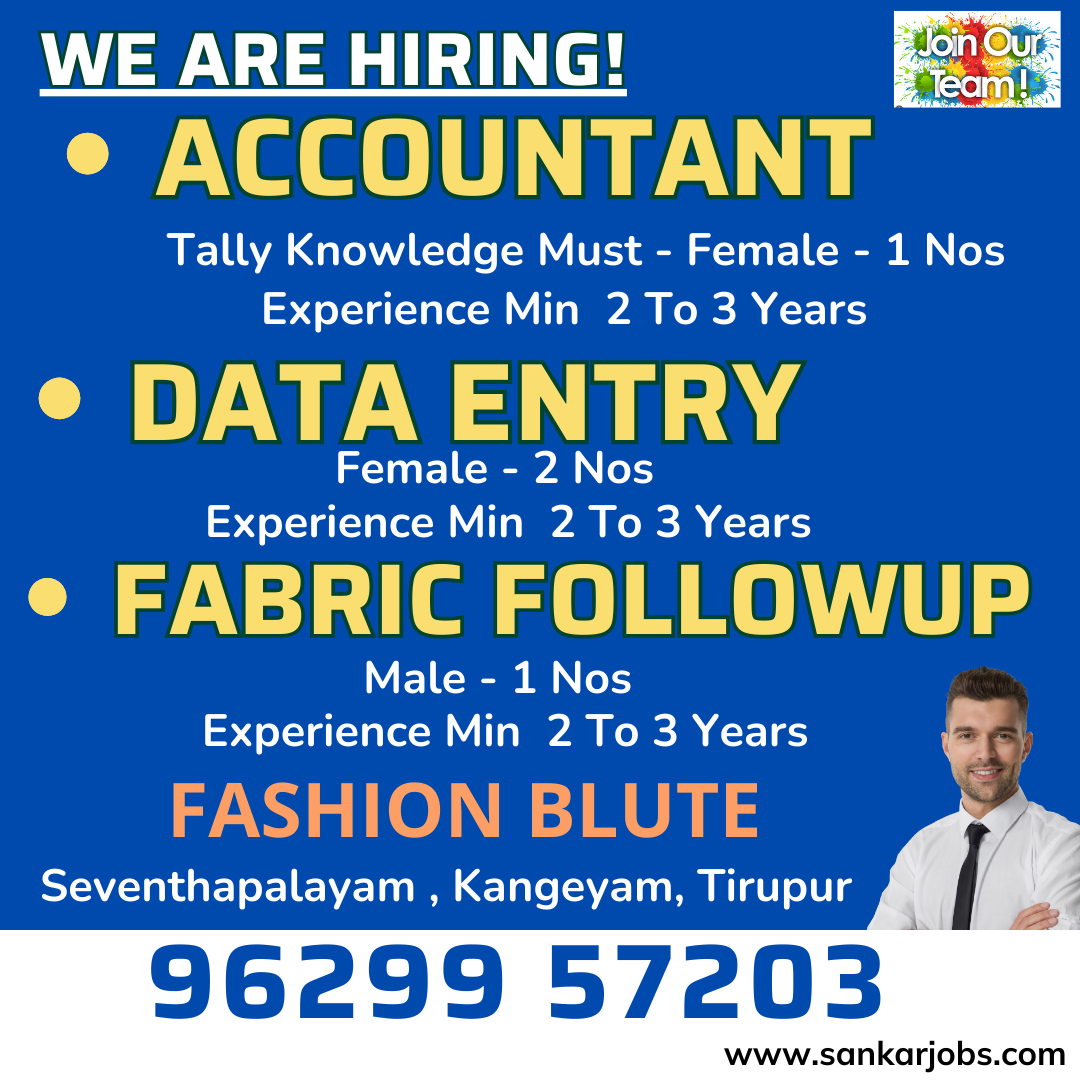 WE ARE HIRING!
Join Our
Team !
ACCOUNTANT
Tally Knowledge Must - Female - 1 Nos
Experience Min 2 To 3 Years
DATA ENTRY
Female - 2 Nos
Experience Min 2 To 3 Years
FABRIC FOLLOWUP
Male - 1 Nos
Experience Min 2 To 3 Years
FASHION BLUTE
Seventhapalayam , Kangeyam, Tirupur
96299 57203
www.sankarjobs.com